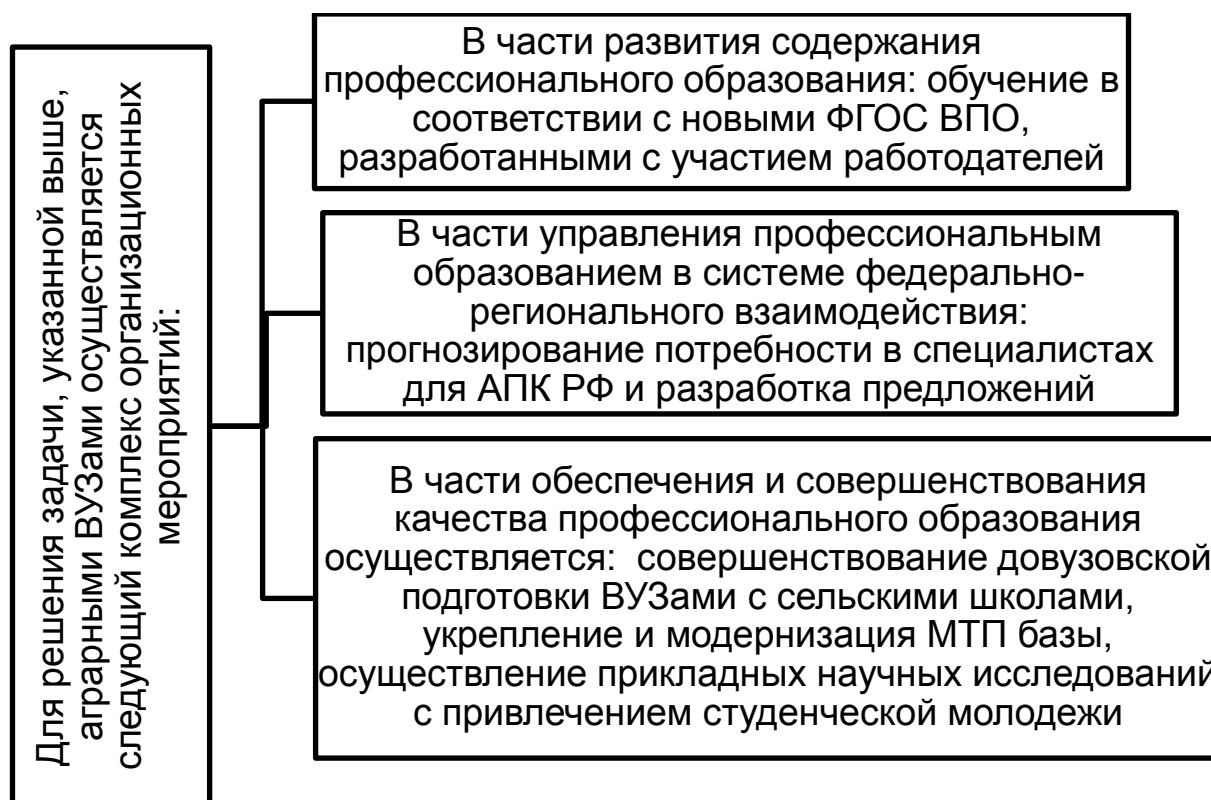 Для решения задачи, указанной выше,
аграрными ВУЗами осуществляется
следующий комплекс организационных
мероприятий:
В части развития содержания
профессионального образования: обучение в
соответствии с новыми ФГОС ВПО,
разработанными с участием работодателей
В части управления профессиональным
образованием в системе федерально-
регионального взаимодействия:
прогнозирование потребности в специалистах
для АПК РФ и разработка предложений
В части обеспечения и совершенствования
качества профессионального образования
осуществляется: совершенствование довузовской
подготовки ВУЗами с сельскими школами,
укрепление и модернизация МТП базы,
осуществление прикладных научных исследований
с привлечением студенческой молодежи